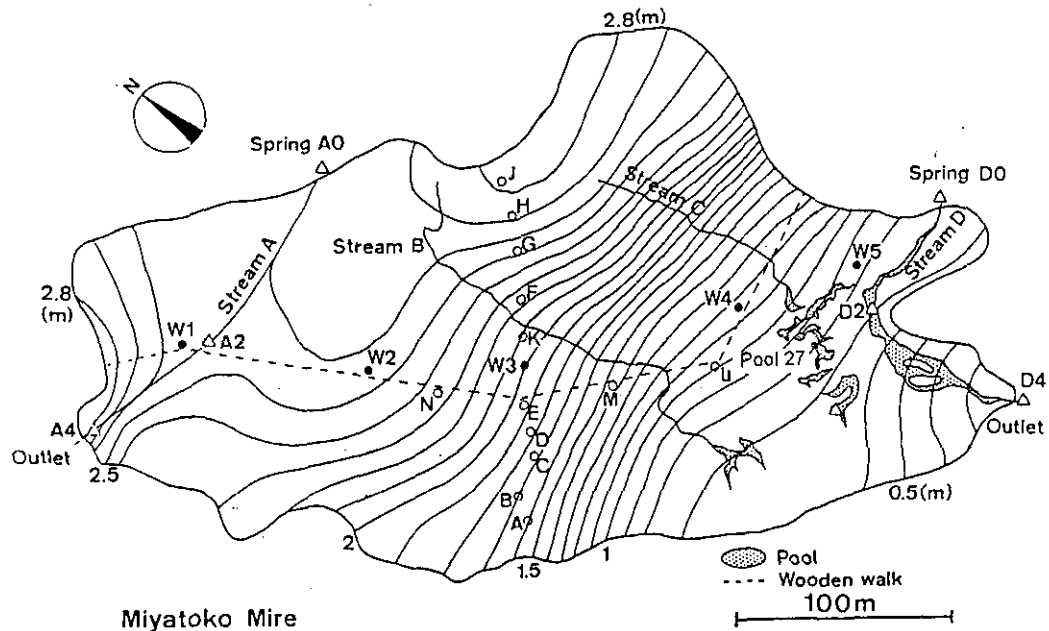 2.8(m)
N
Spring A0
J
Stream C
Spring D0
H
Stream A
Stream B
G
Stream D
W5
2.8
(m)
F
W4
D2
W1
A2
K
W2
W3
Pool 27
U
N
M
D4
E
A4
D
Outlet
Outlet
C
2.5
B
0.5(m)
A
2
1
1.5
Pool
Wooden walk
100m
Miyatoko Mire